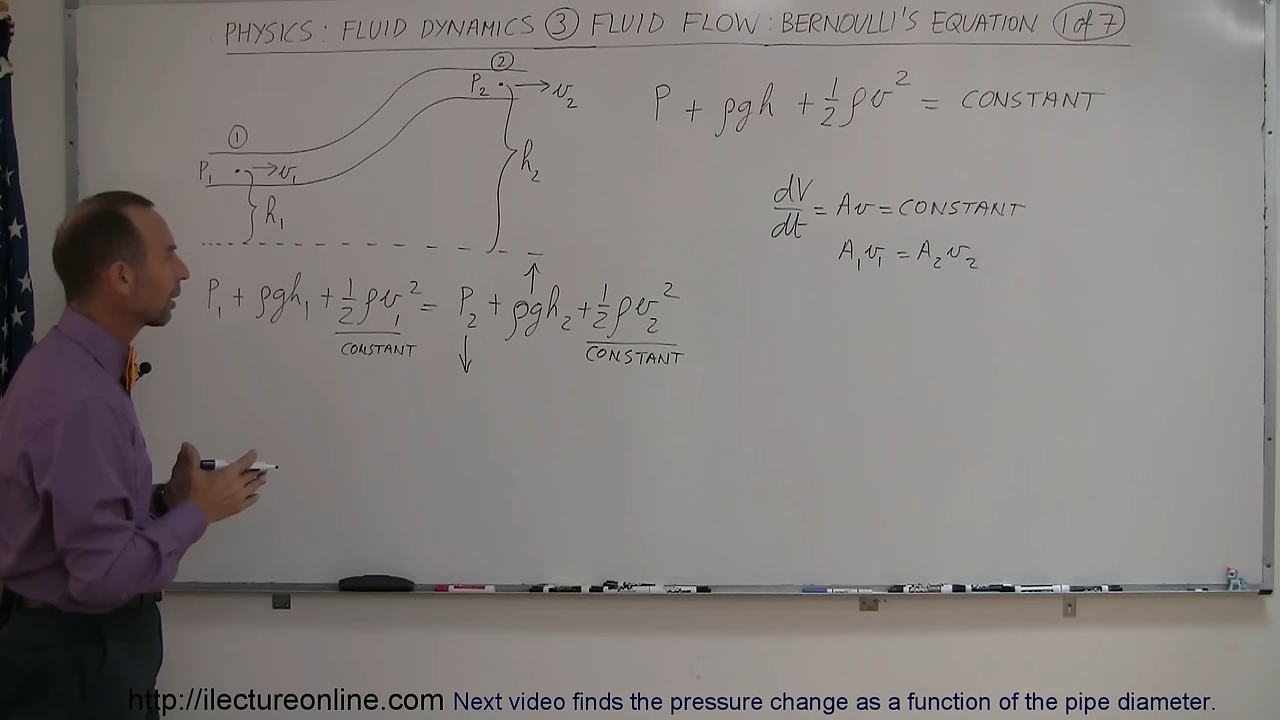 PHYSICS: FLUID DYNAMICS ③ FLUID FLOW: BERNOULLI'S EQUATION 1 of 7
②
P₂ → v₂
P + ρgh + ½ρv² = CONSTANT
①
P₁ → v₁
h₂
h₁
dV/dt = Av = CONSTANT
A₁v₁ = A₂v₂
P₁ + ρgh₁ + ½ρv₁² = P₂ + ρgh₂ + ½ρv₂²
CONSTANT CONSTANT
http://ilectureonline.com Next video finds the pressure change as a function of the pipe diameter.